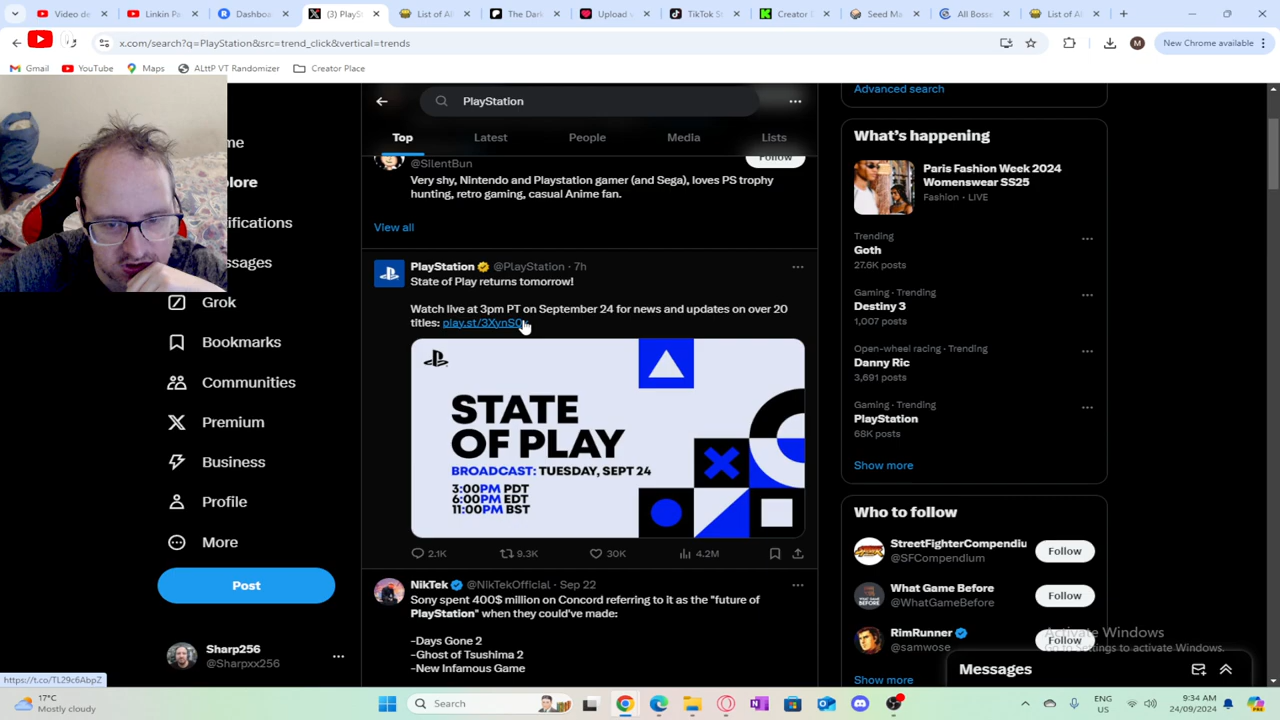 Video de
Linkin Pa
Dashboa
(3) PlaySt
List of Al
The Dark
Upload v
TikTok St
Creator D
Seed Ma
All Bosse
List of Al
x.com/search?q=PlayStation&src=trend_click&vertical=trends
New Chrome available
Gmail
YouTube
Maps
ALttP VT Randomizer
Creator Place
PlayStation
Advanced search
Top
Latest
People
Media
Lists
@SilentBun
Follow
Very shy, Nintendo and Playstation gamer (and Sega), loves PS trophy
hunting, retro gaming, casual Anime fan.
View all
PlayStation @PlayStation · 7h
State of Play returns tomorrow!
Watch live at 3pm PT on September 24 for news and updates on over 20
titles:
STATE
OF PLAY
BROADCAST: TUESDAY, SEPT 24
3:00PM PDT
6:00PM EDT
11:00PM BST
2.1K
9.3K
30K
4.2M
NikTek @NikTekOfficial · Sep 22
Sony spent 400$ million on Concord referring to it as the "future of
PlayStation" when they could've made:
-Days Gone 2
-Ghost of Tsushima 2
-New Infamous Game
ome
xplore
ifications
essages
Grok
Bookmarks
Communities
Premium
Business
Profile
More
Post
Sharp256
@Sharpxx256
What's happening
Paris Fashion Week 2024
Womenswear SS25
Fashion · LIVE
Trending
Goth
27.6K posts
Gaming · Trending
Destiny 3
1,007 posts
Open-wheel racing · Trending
Danny Ric
3,691 posts
Gaming · Trending
PlayStation
68K posts
Show more
Who to follow
StreetFighterCompendiu
@SFCompendium
Follow
What Game Before
@WhatGameBefore
Follow
RimRunner
@samwose
Follow
Show more
Activate Windows
Go to Settings to activate Windows.
Messages
https://t.co/TL29c6AbpZ
17°C
Mostly cloudy
Search
ENG
US
9:34 AM
24/09/2024